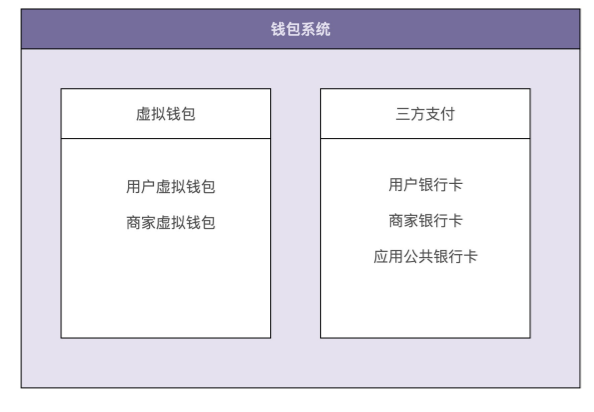 钱包系统
虚拟钱包
用户虚拟钱包
商家虚拟钱包
三方支付
用户银行卡
商家银行卡
应用公共银行卡